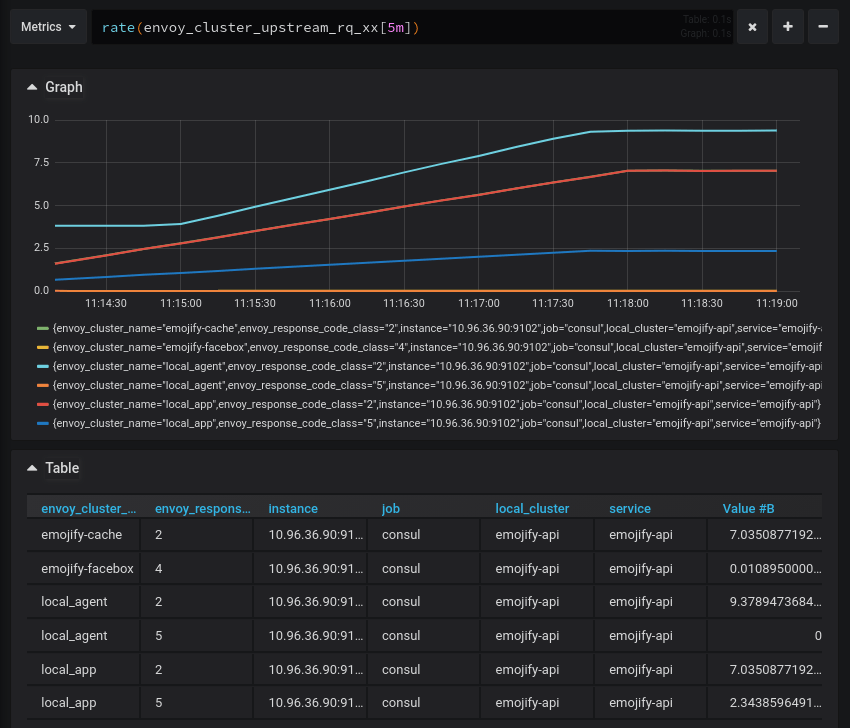 Metrics
rate(envoy_cluster_upstream_rq_xx[5m])
Table: 0.1s
Graph: 0.1s
Graph
10.0
7.5
5.0
2.5
0.0
11:14:30 11:15:00 11:15:30 11:16:00 11:16:30 11:17:00 11:17:30 11:18:00 11:18:30 11:19:00
{envoy_cluster_name="emojify-cache",envoy_response_code_class="2",instance="10.96.36.90:9102",job="consul",local_cluster="emojify-api",service="emojify-
{envoy_cluster_name="emojify-facebox",envoy_response_code_class="4",instance="10.96.36.90:9102",job="consul",local_cluster="emojify-api",service="emojif
{envoy_cluster_name="local_agent",envoy_response_code_class="2",instance="10.96.36.90:9102",job="consul",local_cluster="emojify-api",service="emojify-api
{envoy_cluster_name="local_agent",envoy_response_code_class="5",instance="10.96.36.90:9102",job="consul",local_cluster="emojify-api",service="emojify-api
{envoy_cluster_name="local_app",envoy_response_code_class="2",instance="10.96.36.90:9102",job="consul",local_cluster="emojify-api",service="emojify-api"}
{envoy_cluster_name="local_app",envoy_response_code_class="5",instance="10.96.36.90:9102",job="consul",local_cluster="emojify-api",service="emojify-api"}
Table
envoy_cluster_... envoy_respons... instance job local_cluster service Value #B
emojify-cache 2 10.96.36.90:91... consul emojify-api emojify-api 7.0350877192...
emojify-facebox 4 10.96.36.90:91... consul emojify-api emojify-api 0.0108950000...
local_agent 2 10.96.36.90:91... consul emojify-api emojify-api 9.3789473684...
local_agent 5 10.96.36.90:91... consul emojify-api emojify-api 0
local_app 2 10.96.36.90:91... consul emojify-api emojify-api 7.0350877192...
local_app 5 10.96.36.90:91... consul emojify-api emojify-api 2.3438596491...